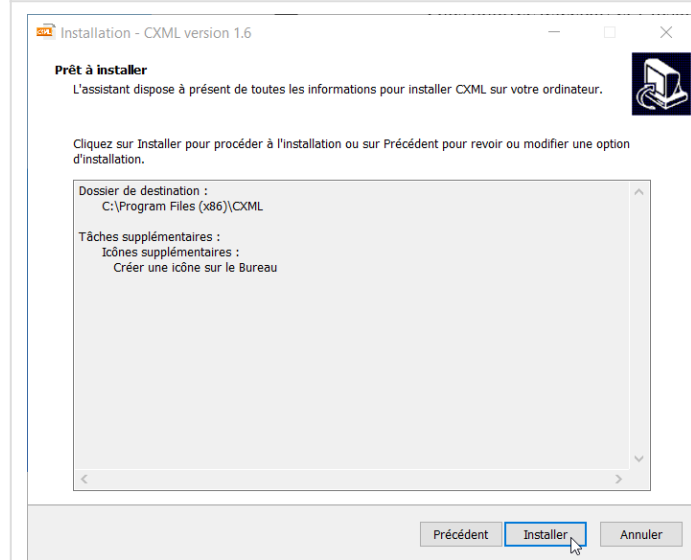 Installation - CXML version 1.6
Prêt à installer
L'assistant dispose à présent de toutes les informations pour installer CXML sur votre ordinateur.
Cliquez sur Installer pour procéder à l'installation ou sur Précédent pour revoir ou modifier une option
d'installation.
Dossier de destination :
C:\Program Files (x86)\CXML
Tâches supplémentaires :
Icônes supplémentaires :
Créer une icône sur le Bureau
Précédent
Installer
Annuler